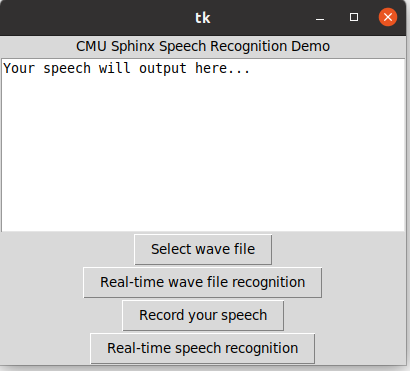 tk
CMU Sphinx Speech Recognition Demo
Your speech will output here...
Select wave file
Real-time wave file recognition
Record your speech
Real-time speech recognition